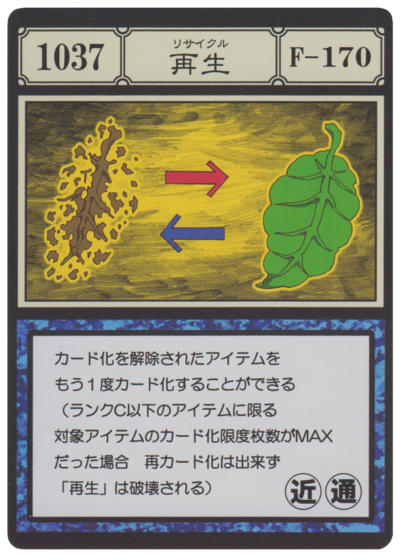 1037
リサイクル
再生
F-170
カード化を解除されたアイテムを
もう1度カード化することができる
（ランクC以下のアイテムに限る
対象アイテムのカード化限度枚数がMAX
だった場合　再カード化は出来ず
「再生」は破壊される）
近 通